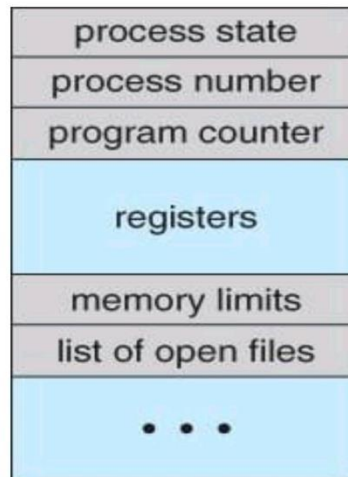 process state
process number
program counter
registers
memory limits
list of open files
• • •